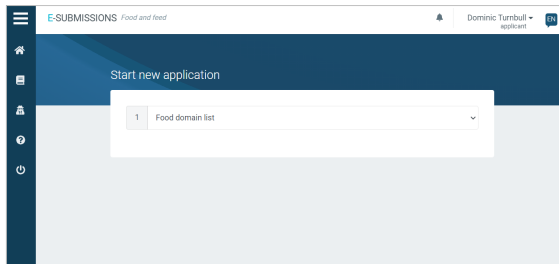 E-SUBMISSIONS Food and feed
Dominic Turnbull
applicant
EN
Start new application
1 Food domain list